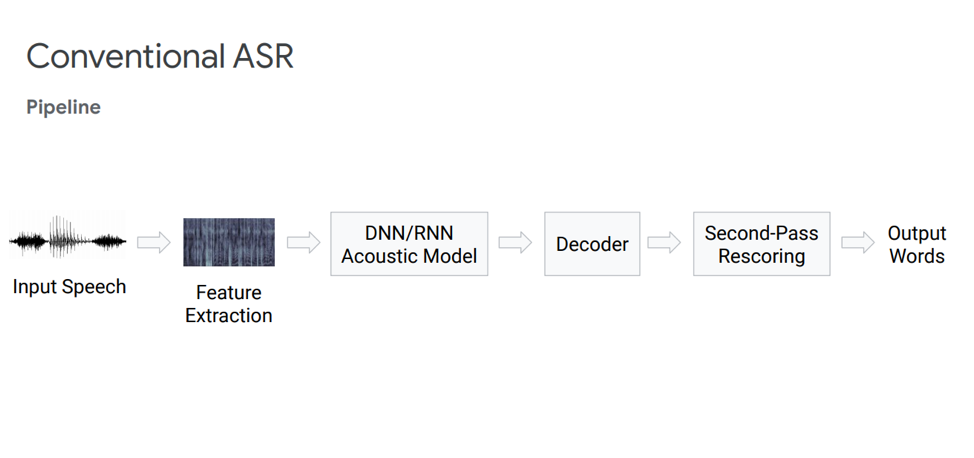 Conventional ASR
Pipeline
Input Speech
Feature
Extraction
DNN/RNN
Acoustic Model
Decoder
Second-Pass
Rescoring
Output
Words